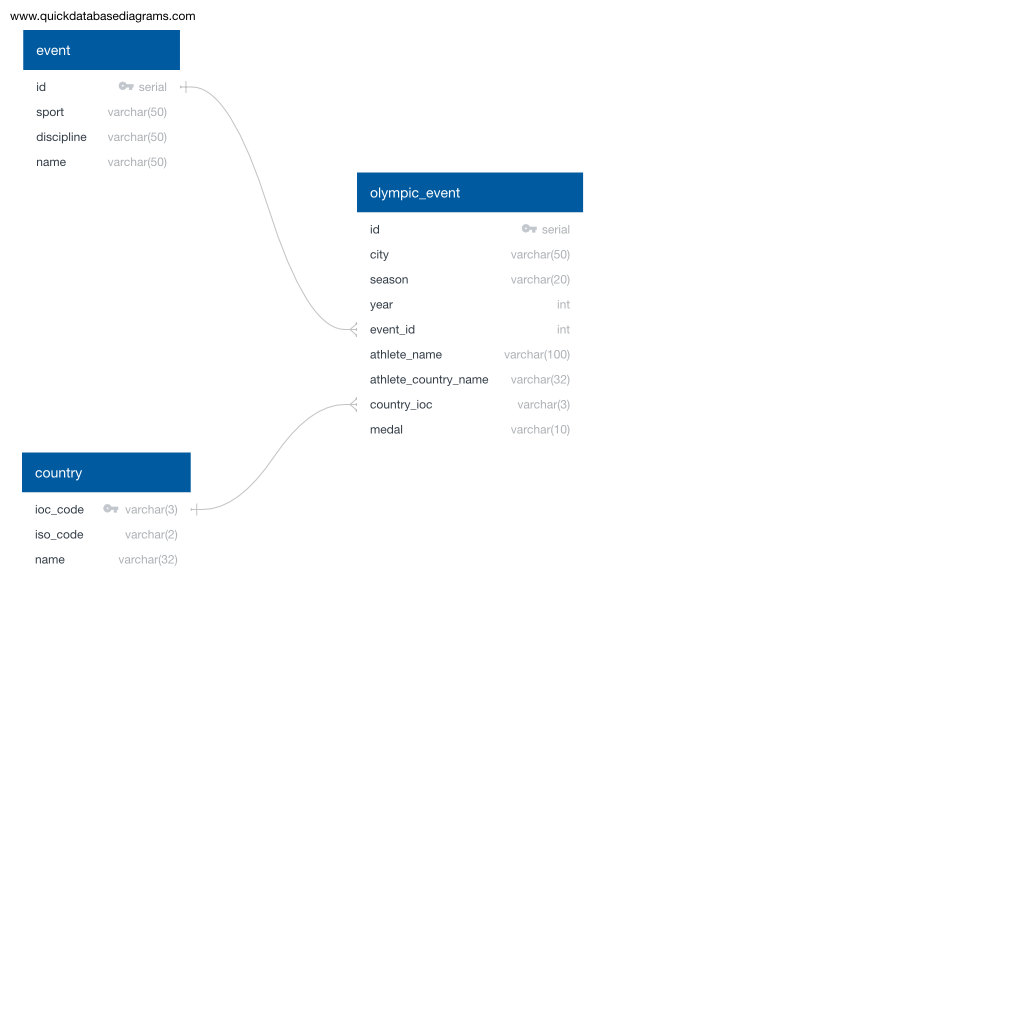 www.quickdatabasediagrams.com
event
id serial
sport varchar(50)
discipline varchar(50)
name varchar(50)
olympic_event
id serial
city varchar(50)
season varchar(20)
year int
event_id int
athlete_name varchar(100)
athlete_country_name varchar(32)
country_ioc varchar(3)
medal varchar(10)
country
ioc_code varchar(3)
iso_code varchar(2)
name varchar(32)